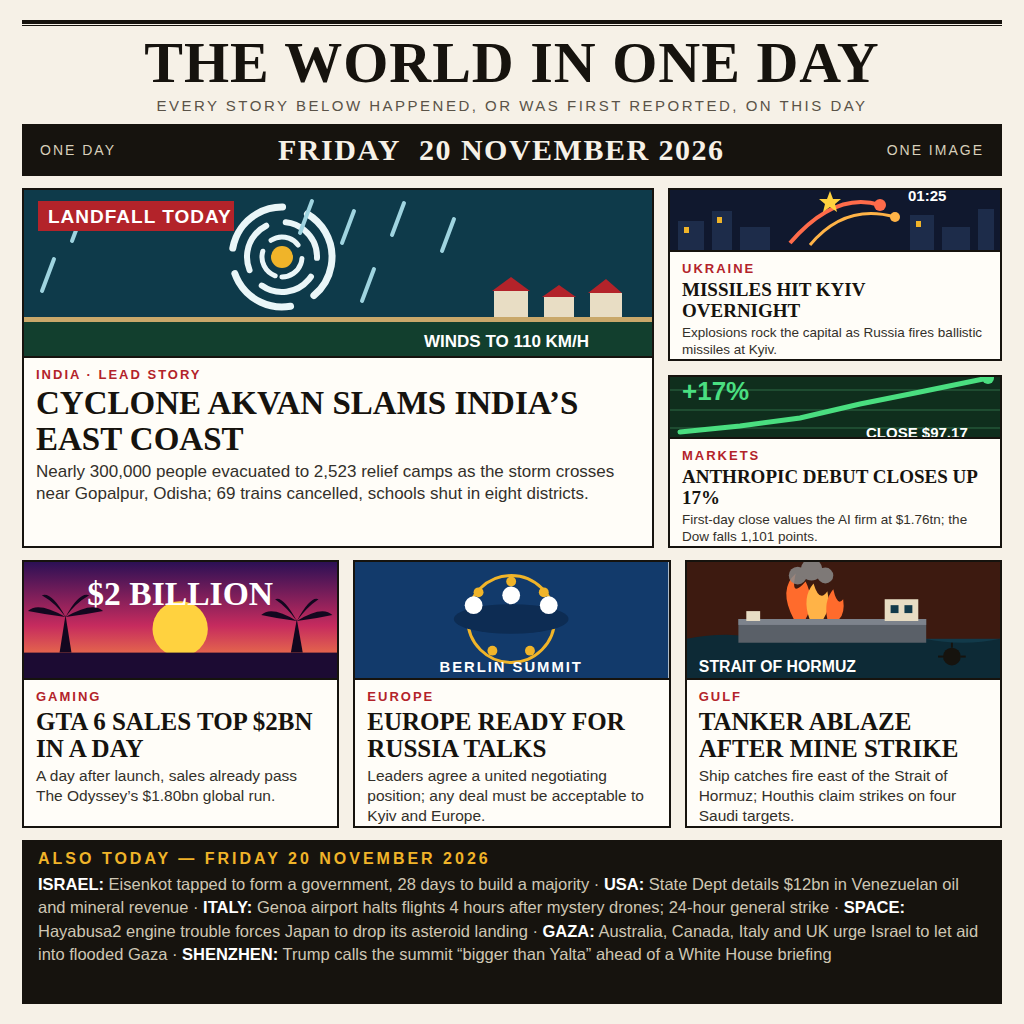 THE WORLD IN ONE DAY
EVERY STORY BELOW HAPPENED, OR WAS FIRST REPORTED, ON THIS DAY
ONE DAY
FRIDAY 20 NOVEMBER 2026
ONE IMAGE
LANDFALL TODAY
WINDS TO 110 KM/H
INDIA · LEAD STORY
CYCLONE AKVAN SLAMS INDIA’S
EAST COAST
Nearly 300,000 people evacuated to 2,523 relief camps as the storm crosses
near Gopalpur, Odisha; 69 trains cancelled, schools shut in eight districts.
01:25
UKRAINE
MISSILES HIT KYIV
OVERNIGHT
Explosions rock the capital as Russia fires ballistic
missiles at Kyiv.
+17%
CLOSE $97.17
MARKETS
ANTHROPIC DEBUT CLOSES UP
17%
First-day close values the AI firm at $1.76tn; the
Dow falls 1,101 points.
$2 BILLION
GAMING
GTA 6 SALES TOP $2BN
IN A DAY
A day after launch, sales already pass
The Odyssey’s $1.80bn global run.
BERLIN SUMMIT
EUROPE
EUROPE READY FOR
RUSSIA TALKS
Leaders agree a united negotiating
position; any deal must be acceptable to
Kyiv and Europe.
STRAIT OF HORMUZ
GULF
TANKER ABLAZE
AFTER MINE STRIKE
Ship catches fire east of the Strait of
Hormuz; Houthis claim strikes on four
Saudi targets.
ALSO TODAY — FRIDAY 20 NOVEMBER 2026
ISRAEL: Eisenkot tapped to form a government, 28 days to build a majority · USA: State Dept details $12bn in Venezuelan oil
and mineral revenue · ITALY: Genoa airport halts flights 4 hours after mystery drones; 24-hour general strike · SPACE:
Hayabusa2 engine trouble forces Japan to drop its asteroid landing · GAZA: Australia, Canada, Italy and UK urge Israel to let aid
into flooded Gaza · SHENZHEN: Trump calls the summit “bigger than Yalta” ahead of a White House briefing